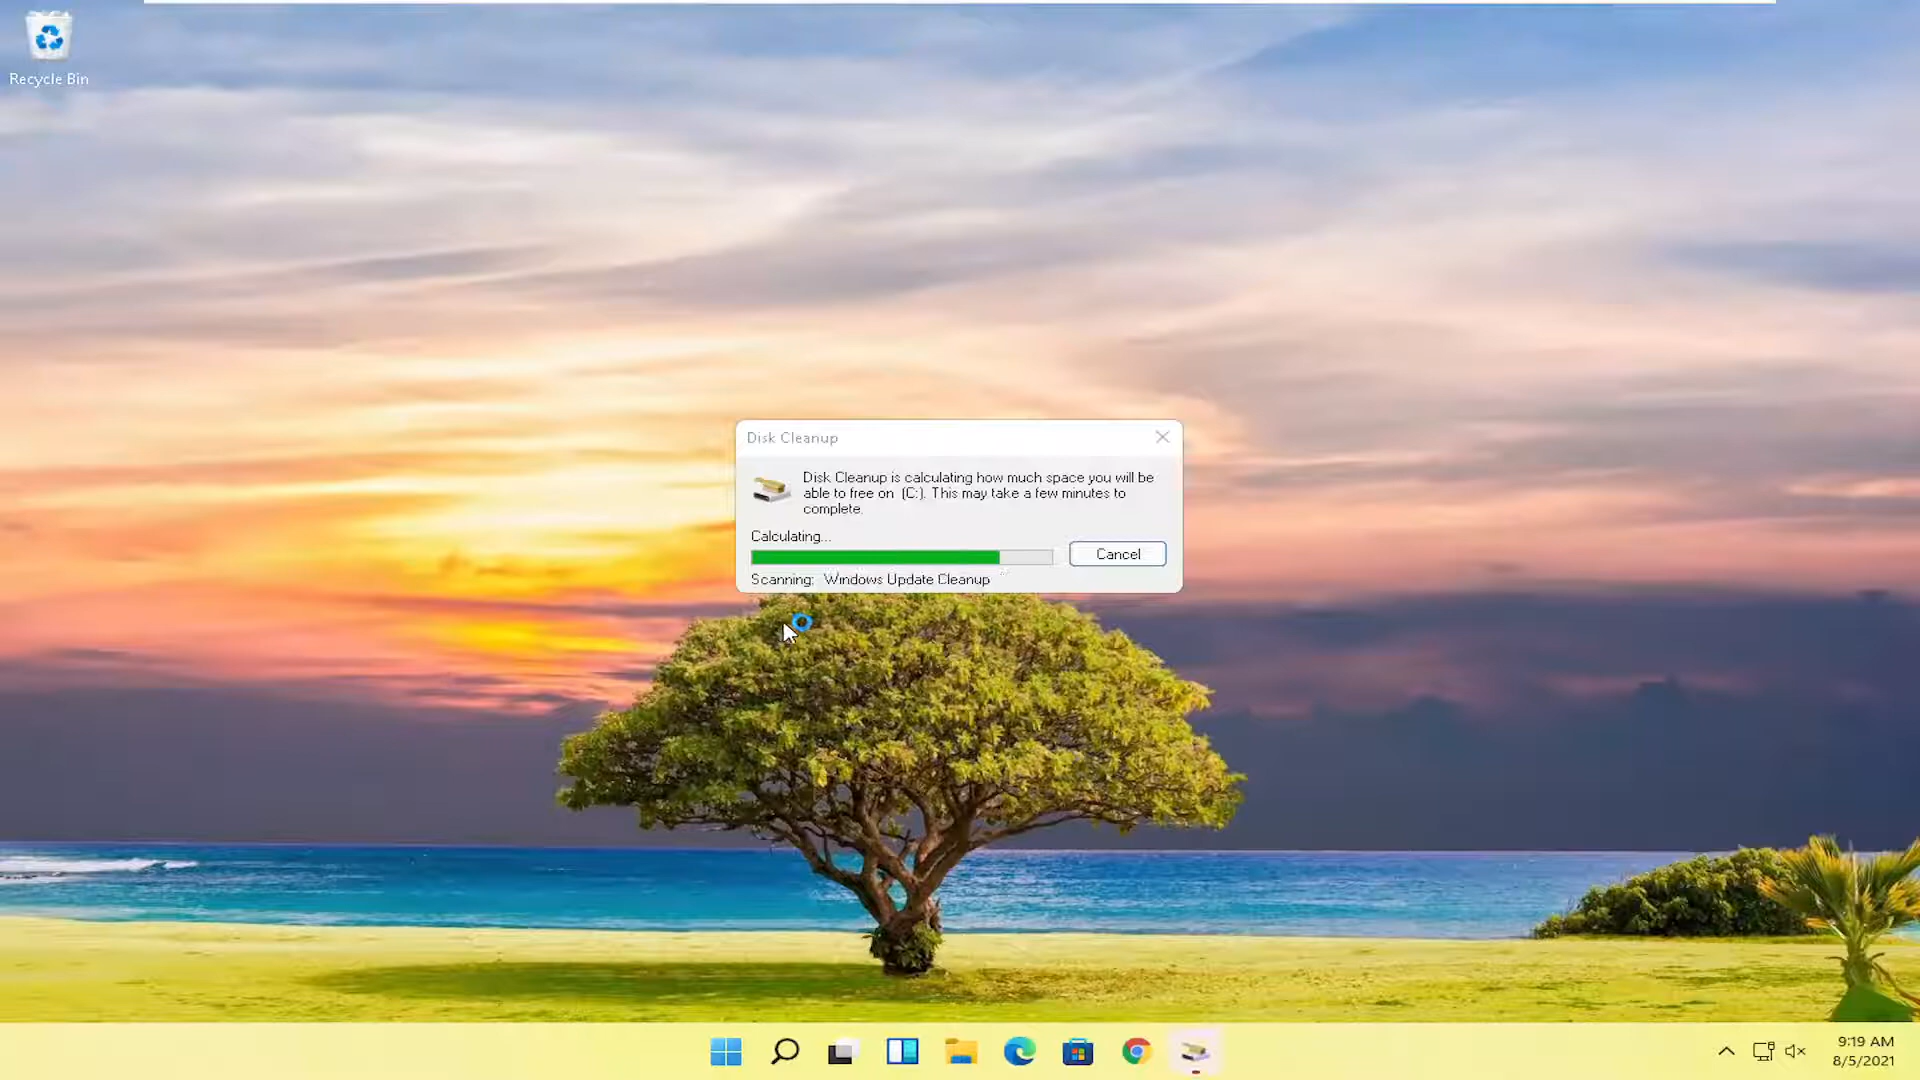 Recycle Bin
Disk Cleanup
Disk Cleanup is calculating how much space you will be
able to free on (C:). This may take a few minutes to
complete.
Calculating...
Cancel
Scanning: Windows Update Cleanup
9:19 AM
8/5/2021